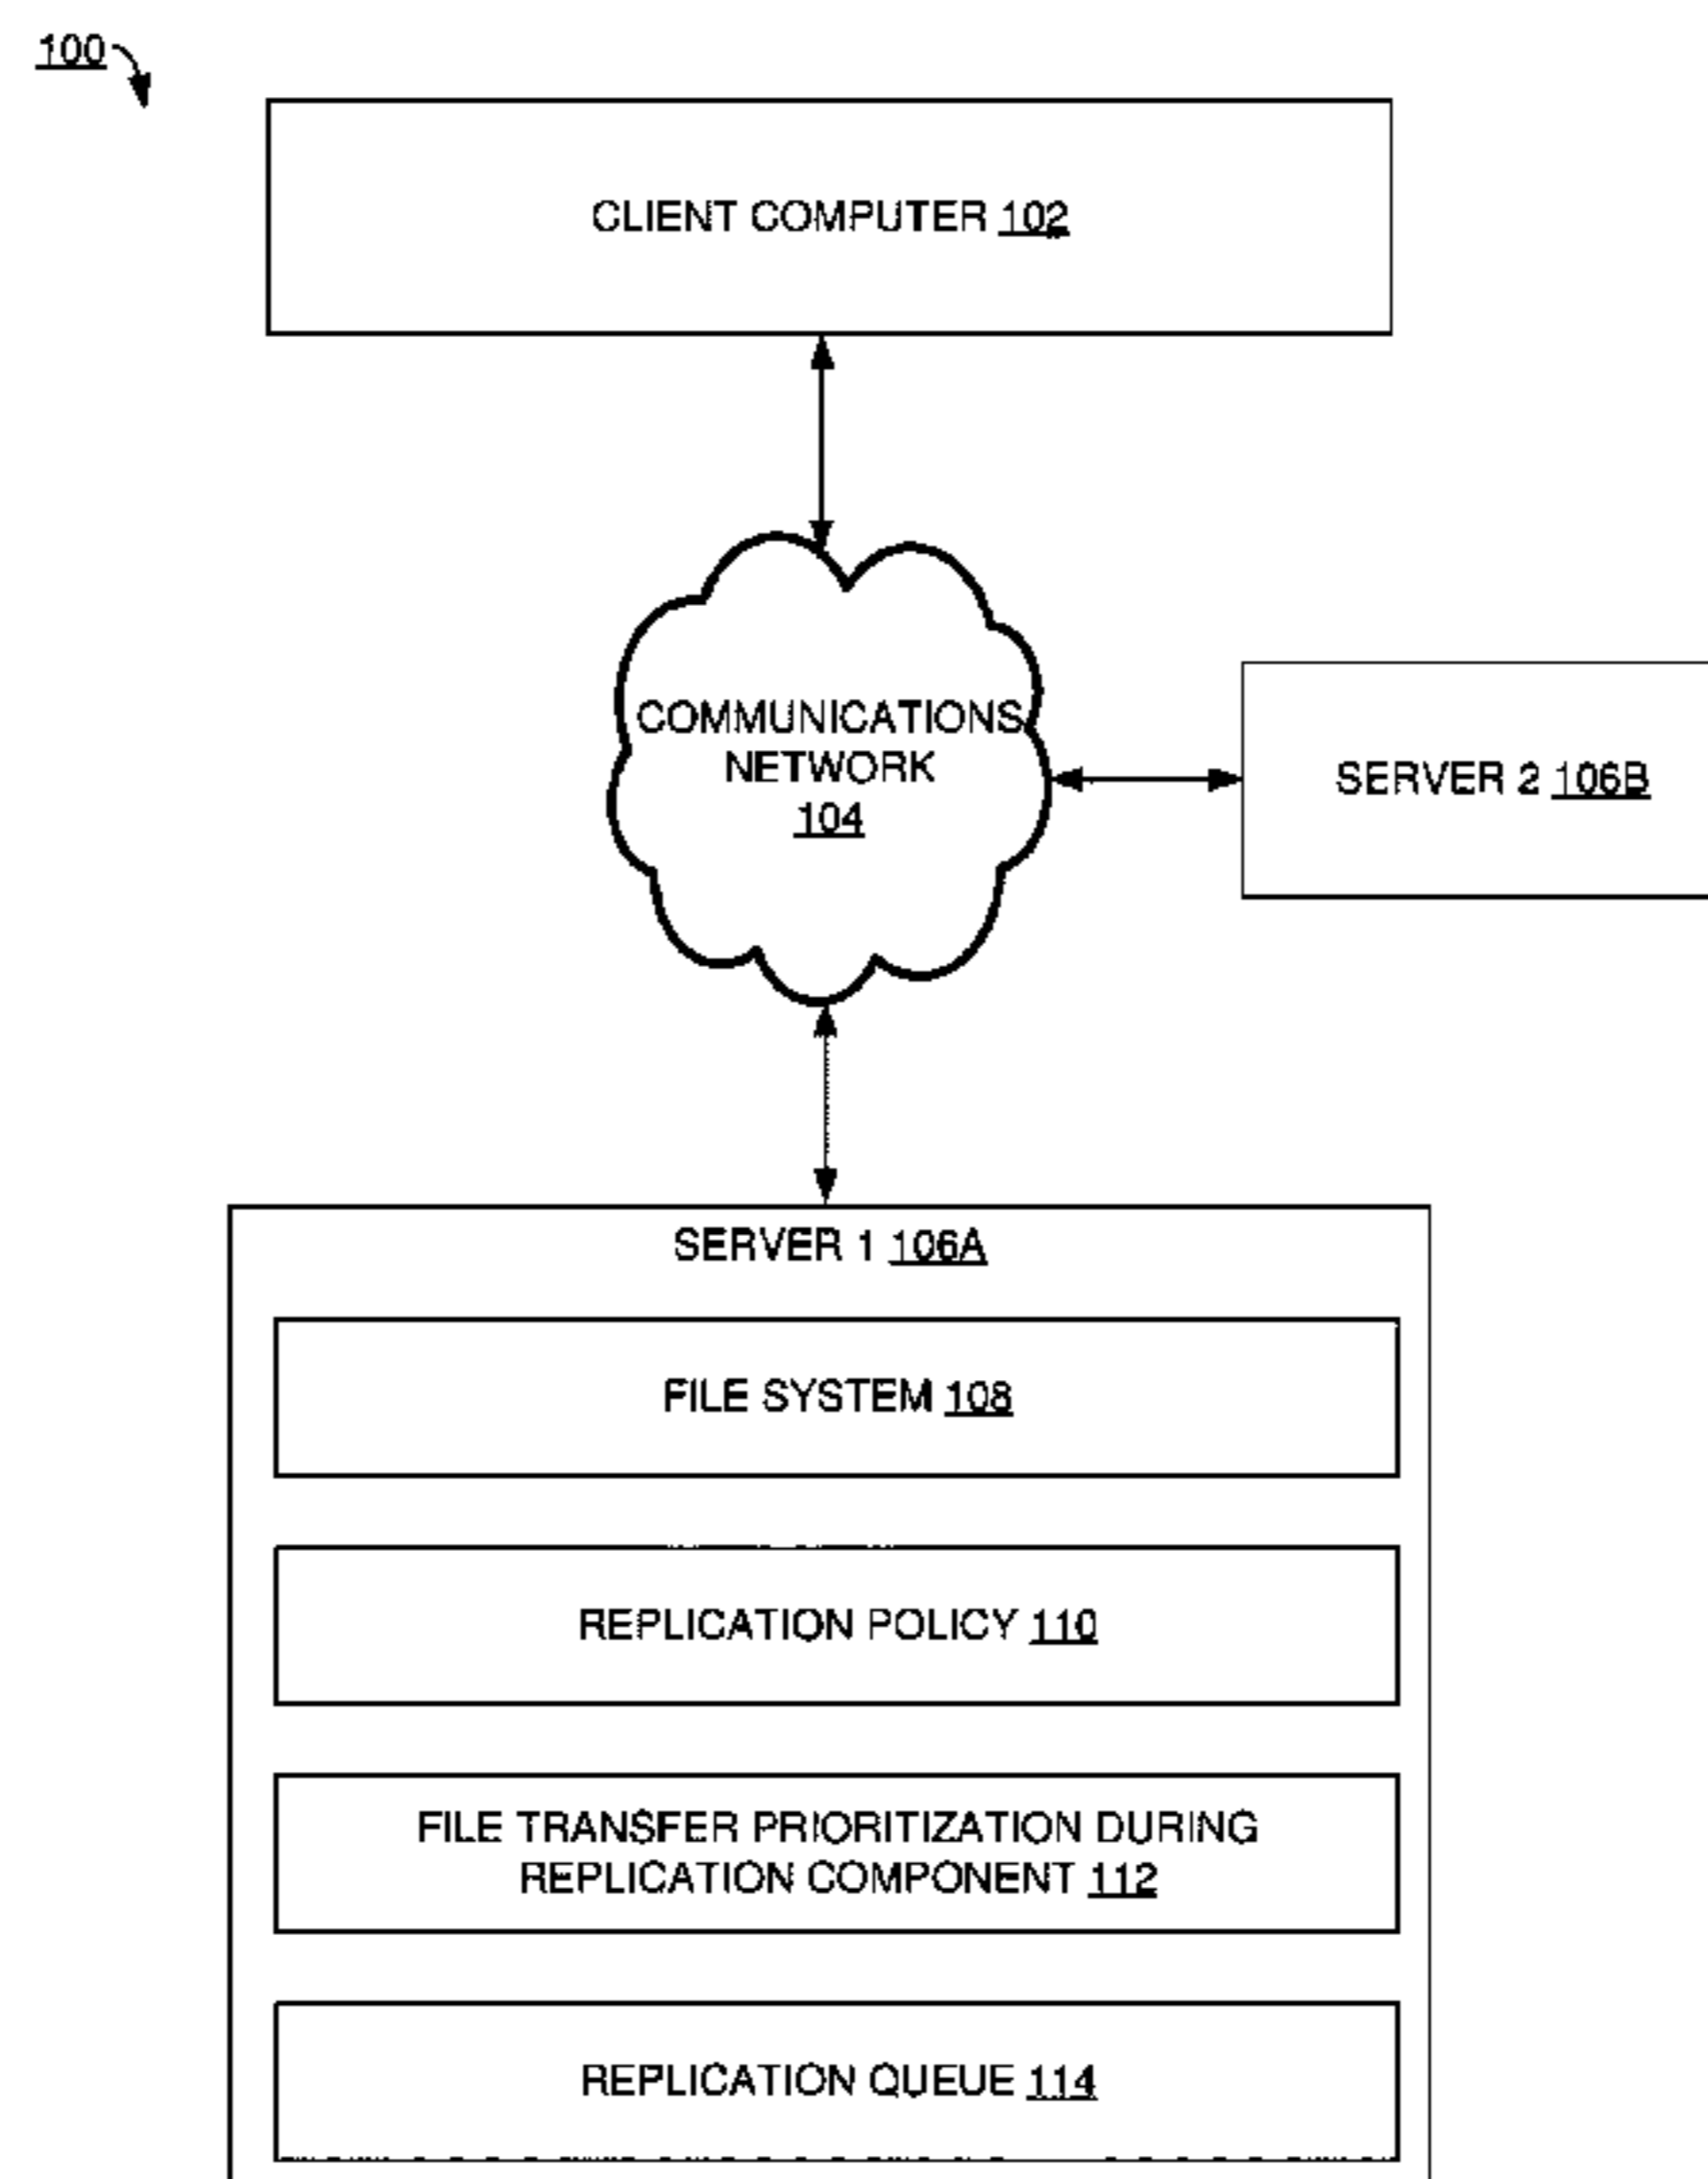 100
CLIENT COMPUTER 102
COMMUNICATIONS
NETWORK
104
SERVER 2 106B
SERVER 1 106A
FILE SYSTEM 108
REPLICATION POLICY 110
FILE TRANSFER PRIORITIZATION DURING
REPLICATION COMPONENT 112
REPLICATION QUEUE 114